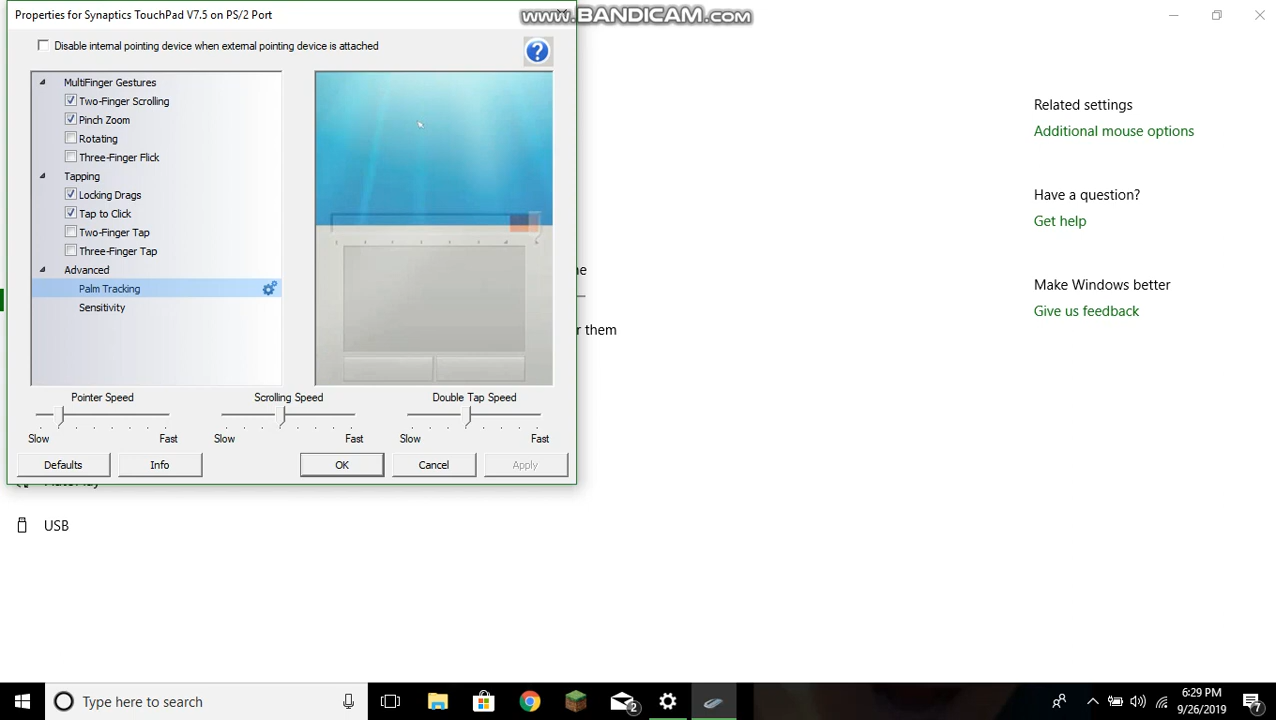 Properties for Synaptics TouchPad V7.5 on PS/2 Port
www.BANDICAM.com
Disable internal pointing device when external pointing device is attached
?
MultiFinger Gestures
Two-Finger Scrolling
Pinch Zoom
Rotating
Three-Finger Flick
Tapping
Locking Drags
Tap to Click
Two-Finger Tap
Three-Finger Tap
Advanced
Palm Tracking
Sensitivity
Pointer Speed
Slow Fast
Scrolling Speed
Slow Fast
Double Tap Speed
Slow Fast
Defaults
Info
OK
Cancel
Apply
r them
USB
Related settings
Additional mouse options
Have a question?
Get help
Make Windows better
Give us feedback
Type here to search
2
6:29 PM
9/26/2019
7